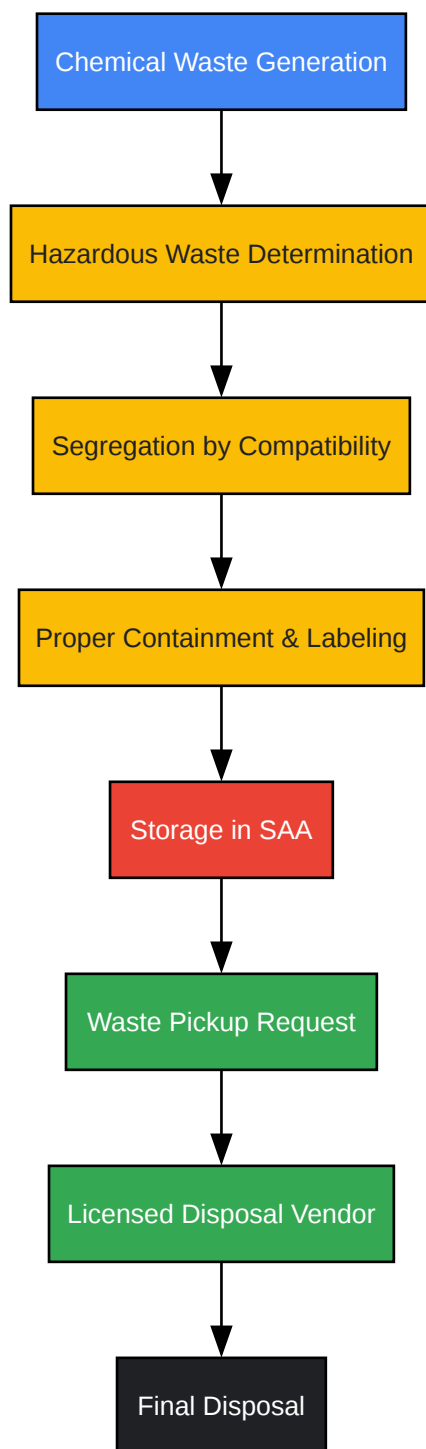 Chemical Waste Generation
Hazardous Waste Determination
Segregation by Compatibility
Proper Containment & Labeling
Storage in SAA
Waste Pickup Request
Licensed Disposal Vendor
Final Disposal